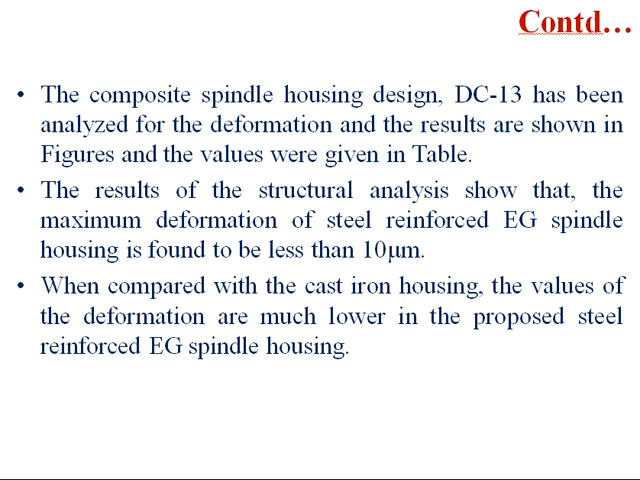 Contd…
• The composite spindle housing design, DC-13 has been
analyzed for the deformation and the results are shown in
Figures and the values were given in Table.
• The results of the structural analysis show that, the
maximum deformation of steel reinforced EG spindle
housing is found to be less than 10μm.
• When compared with the cast iron housing, the values of
the deformation are much lower in the proposed steel
reinforced EG spindle housing.